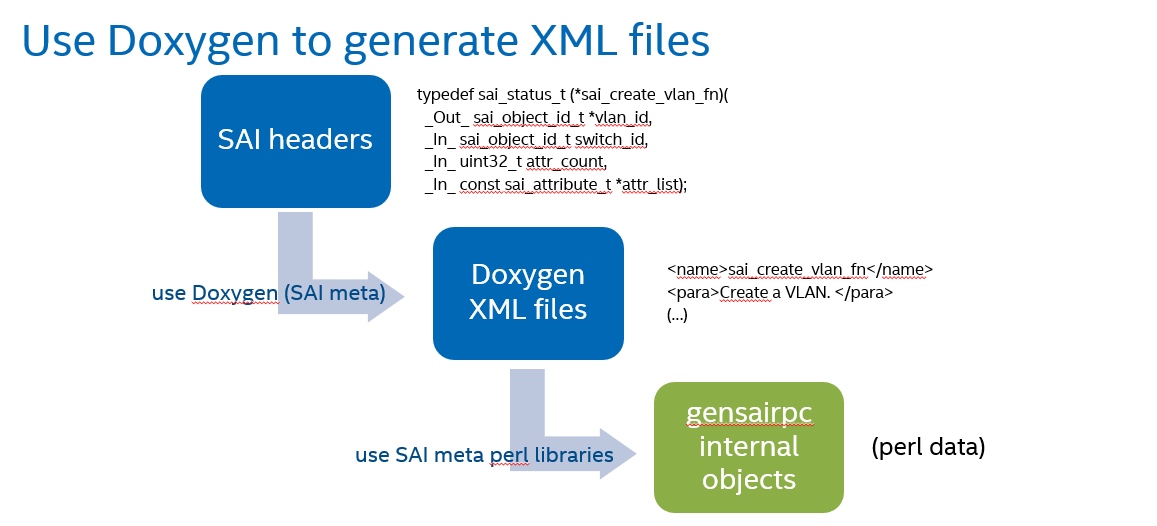 Use Doxygen to generate XML files
SAI headers
typedef sai_status_t (*sai_create_vlan_fn)(
_Out_ sai_object_id_t *vlan_id,
_In_ sai_object_id_t switch_id,
_In_ uint32_t attr_count,
_In_ const sai_attribute_t *attr_list);
use Doxygen (SAI meta)
Doxygen
XML files
<name>sai_create_vlan_fn</name>
<para>Create a VLAN. </para>
(...)
use SAI meta perl libraries
gensairpc
internal
objects
(perl data)